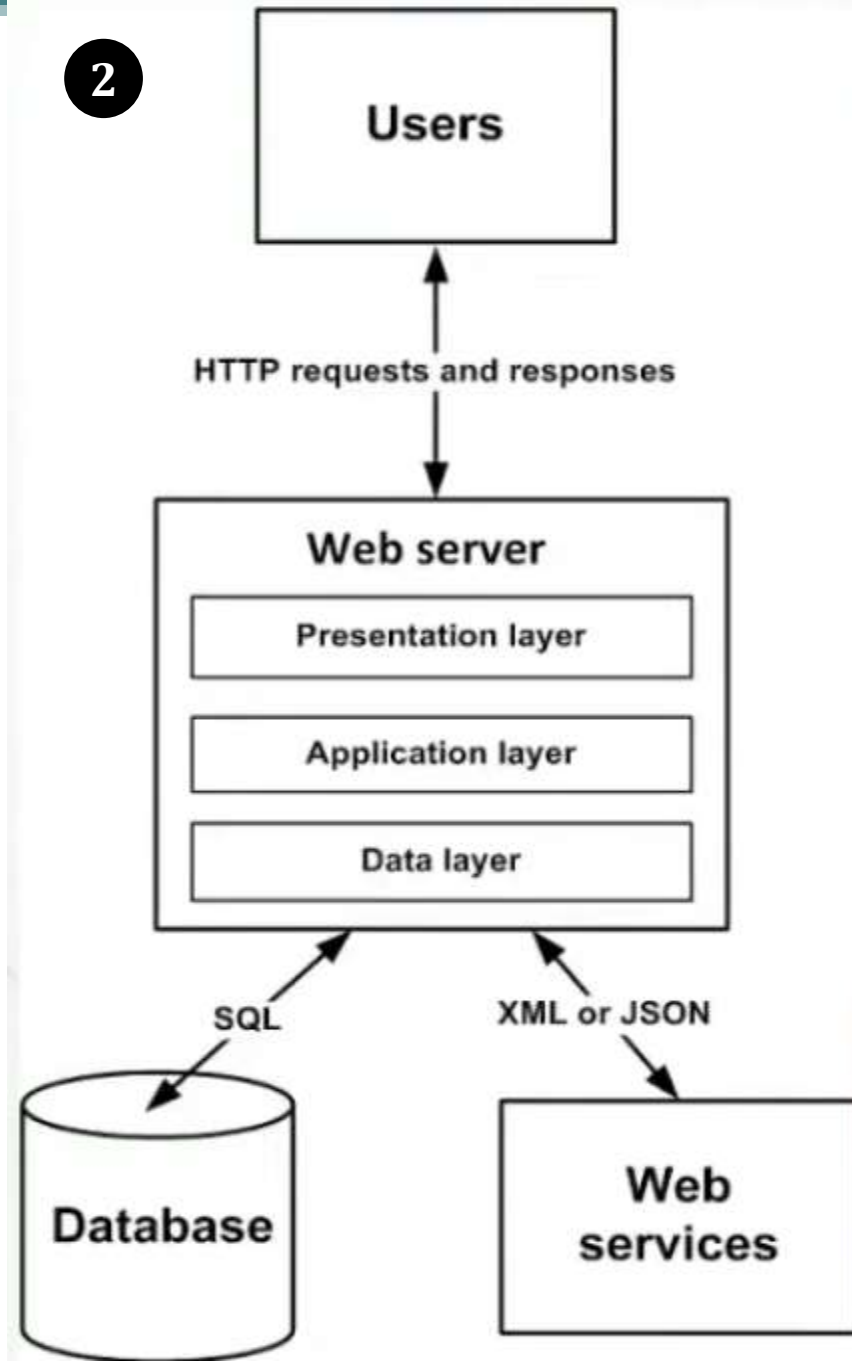 2
Users
HTTP requests and responses
Web server
Presentation layer
Application layer
Data layer
SQL
XML or JSON
Database
Web
services